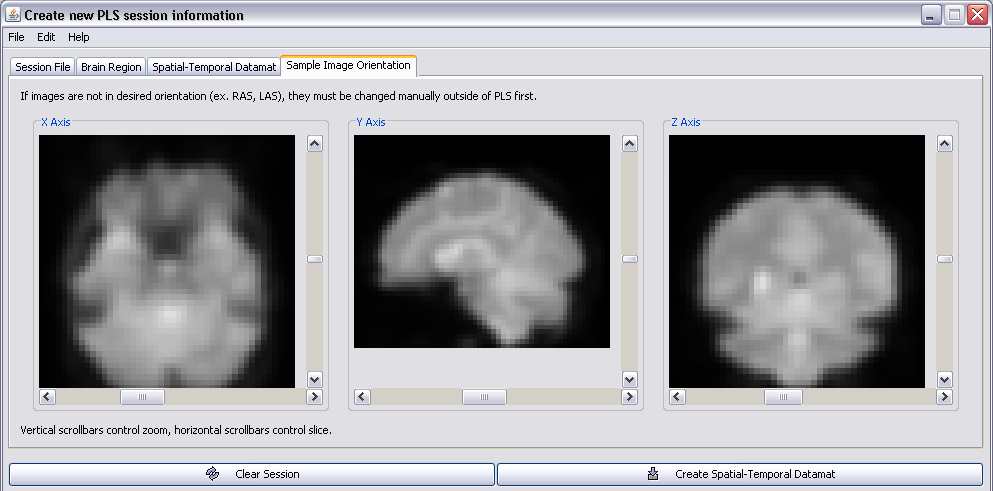 Create new PLS session information
File Edit Help
Session File Brain Region Spatial-Temporal Datamat Sample Image Orientation
If images are not in desired orientation (ex. RAS, LAS), they must be changed manually outside of PLS first.
X Axis Y Axis Z Axis
Vertical scrollbars control zoom, horizontal scrollbars control slice.
Clear Session Create Spatial-Temporal Datamat